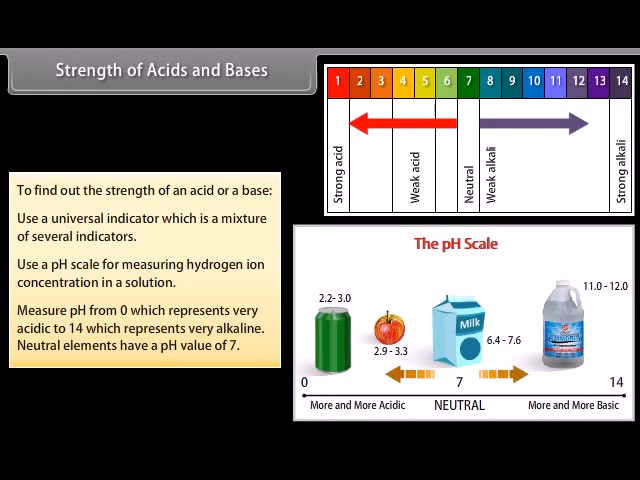 Strength of Acids and Bases
1 2 3 4 5 6 7 8 9 10 11 12 13 14
Strong acid
Weak acid
Neutral
Weak alkali
Strong alkali
To find out the strength of an acid or a base:
Use a universal indicator which is a mixture
of several indicators.
Use a pH scale for measuring hydrogen ion
concentration in a solution.
Measure pH from 0 which represents very
acidic to 14 which represents very alkaline.
Neutral elements have a pH value of 7.
The pH Scale
2.2- 3.0
2.9 - 3.3
Milk
6.4 - 7.6
11.0 - 12.0
0 7 14
More and More Acidic NEUTRAL More and More Basic